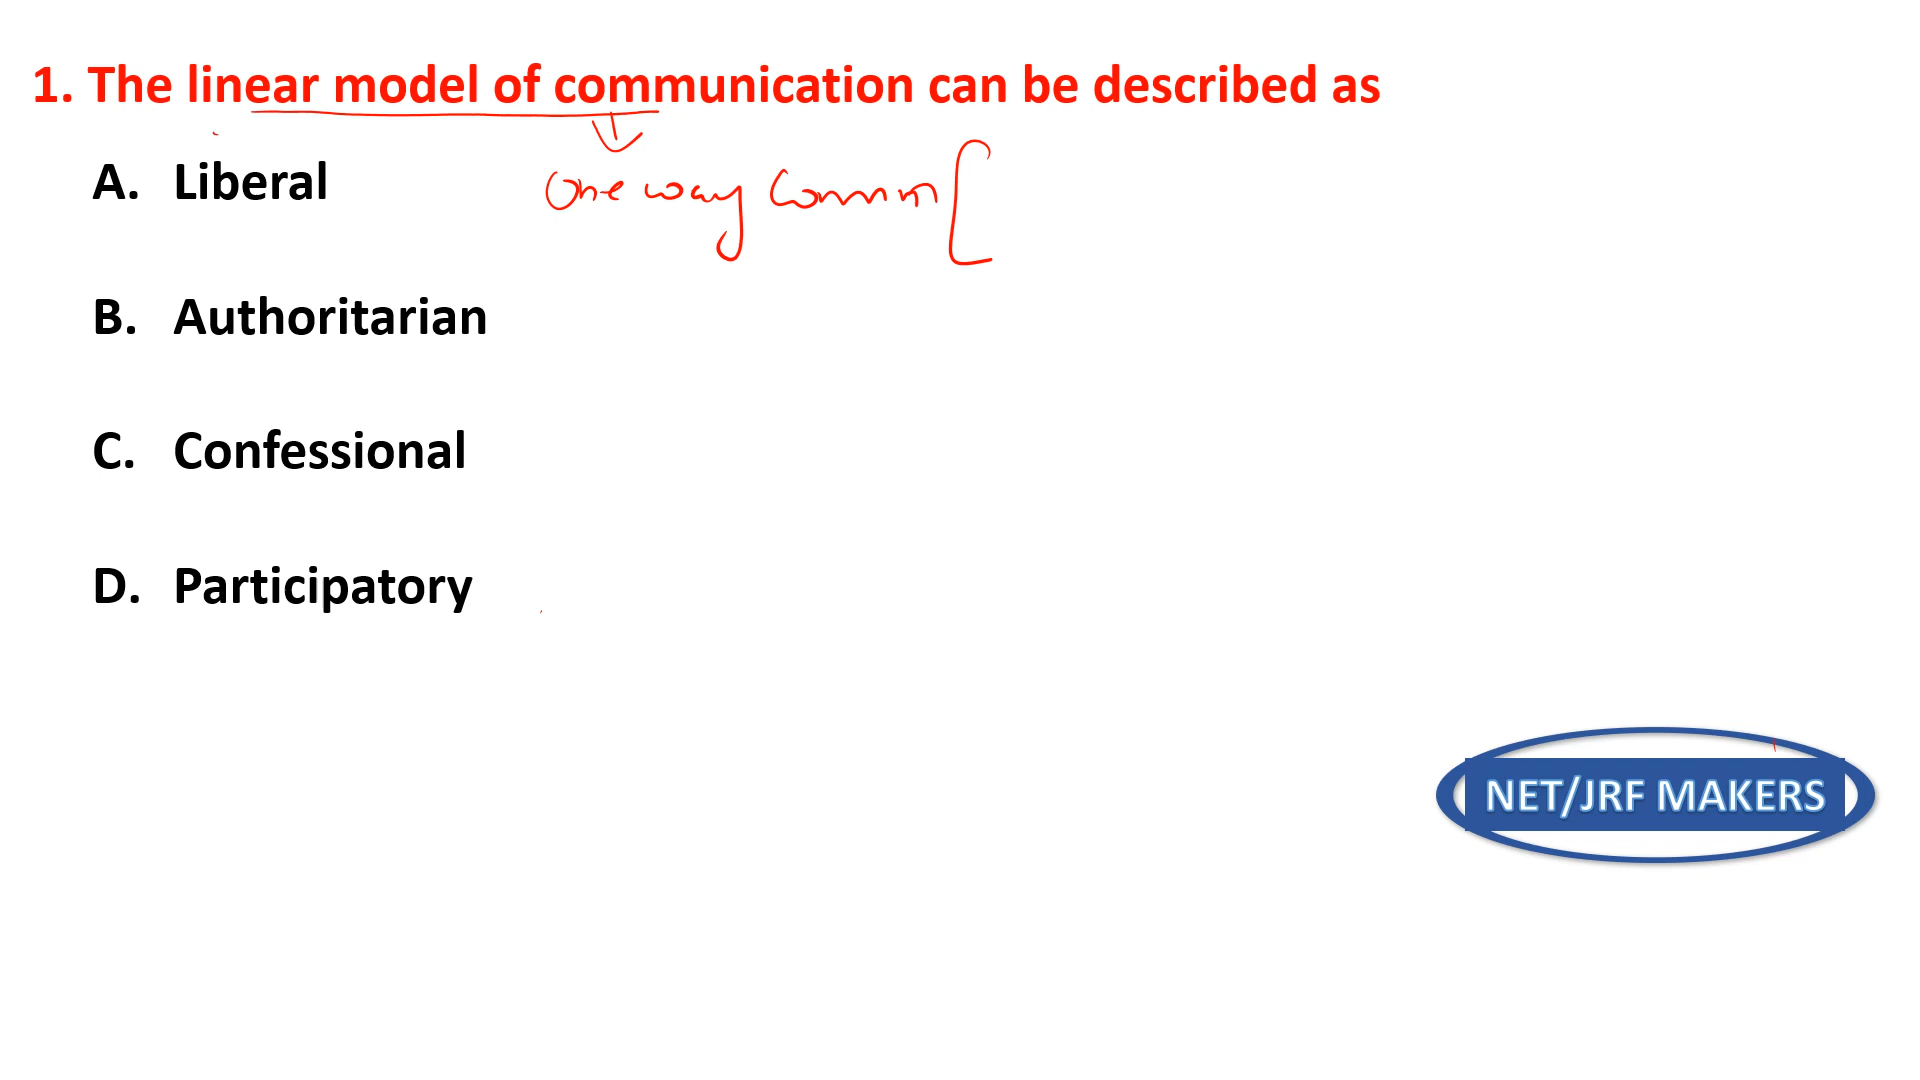 1. The linear model of communication can be described as
A. Liberal
One way Comm
B. Authoritarian
C. Confessional
D. Participatory
NET/JRF MAKERS